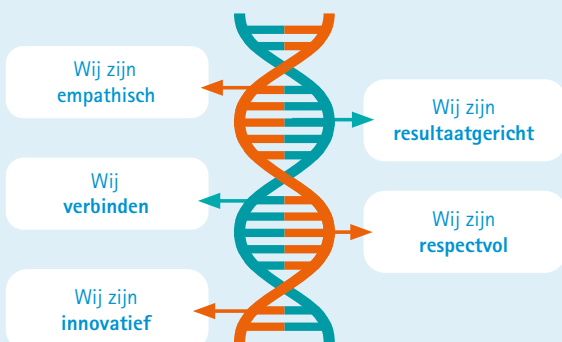 Wij zijn
empathisch
Wij zijn
resultaatgericht
Wij
verbinden
Wij zijn
respectvol
Wij zijn
innovatief